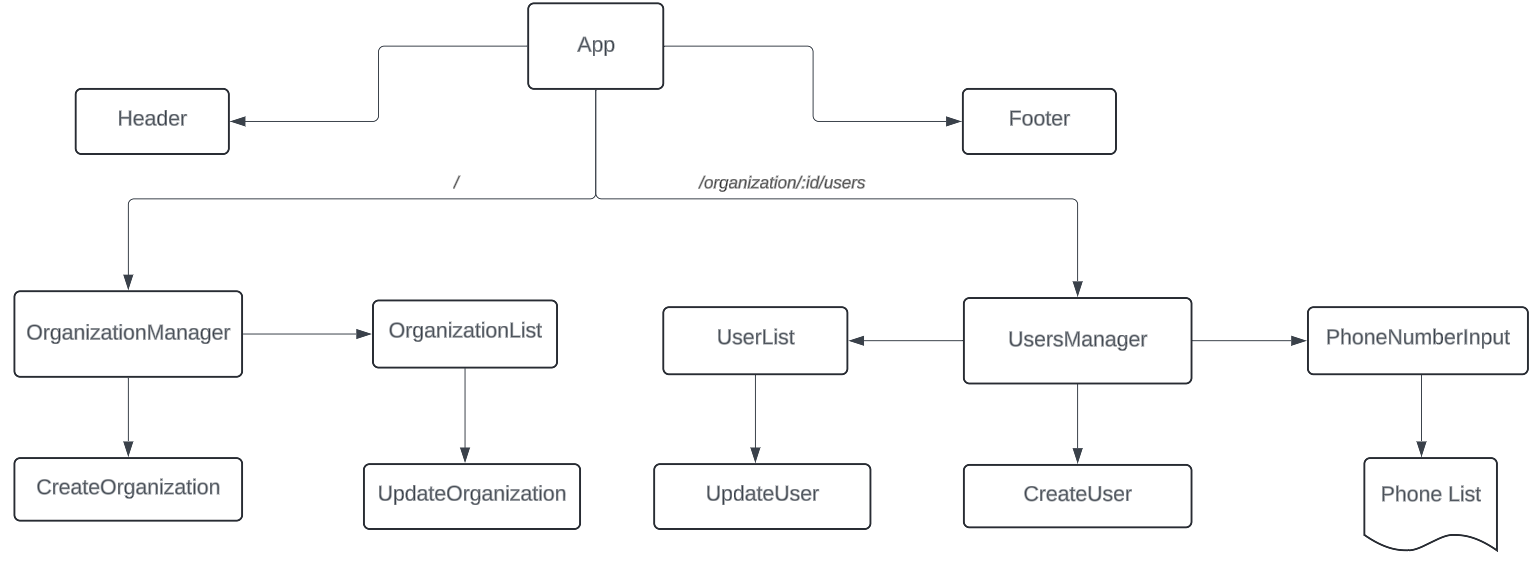 App
Header
Footer
/
/organization/:id/users
OrganizationManager
OrganizationList
UserList
UsersManager
PhoneNumberInput
CreateOrganization
UpdateOrganization
UpdateUser
CreateUser
Phone List